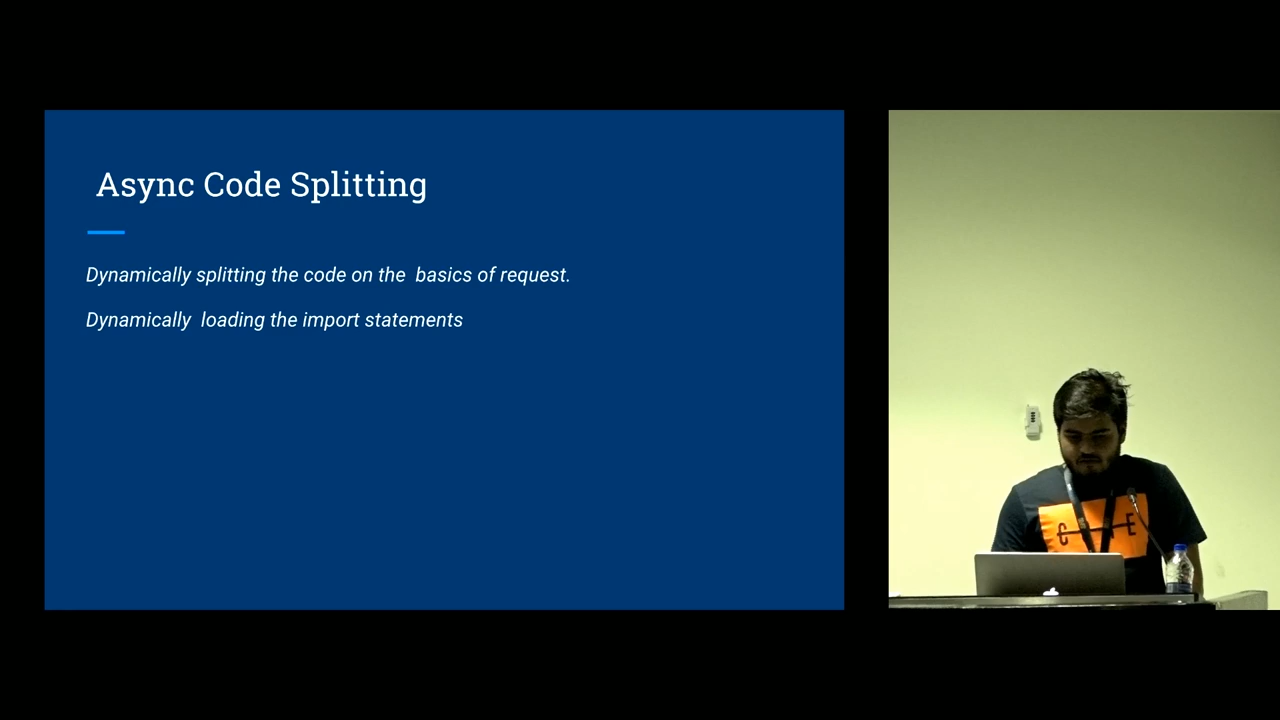 Async Code Splitting
Dynamically splitting the code on the  basics of request.
Dynamically  loading the import statements